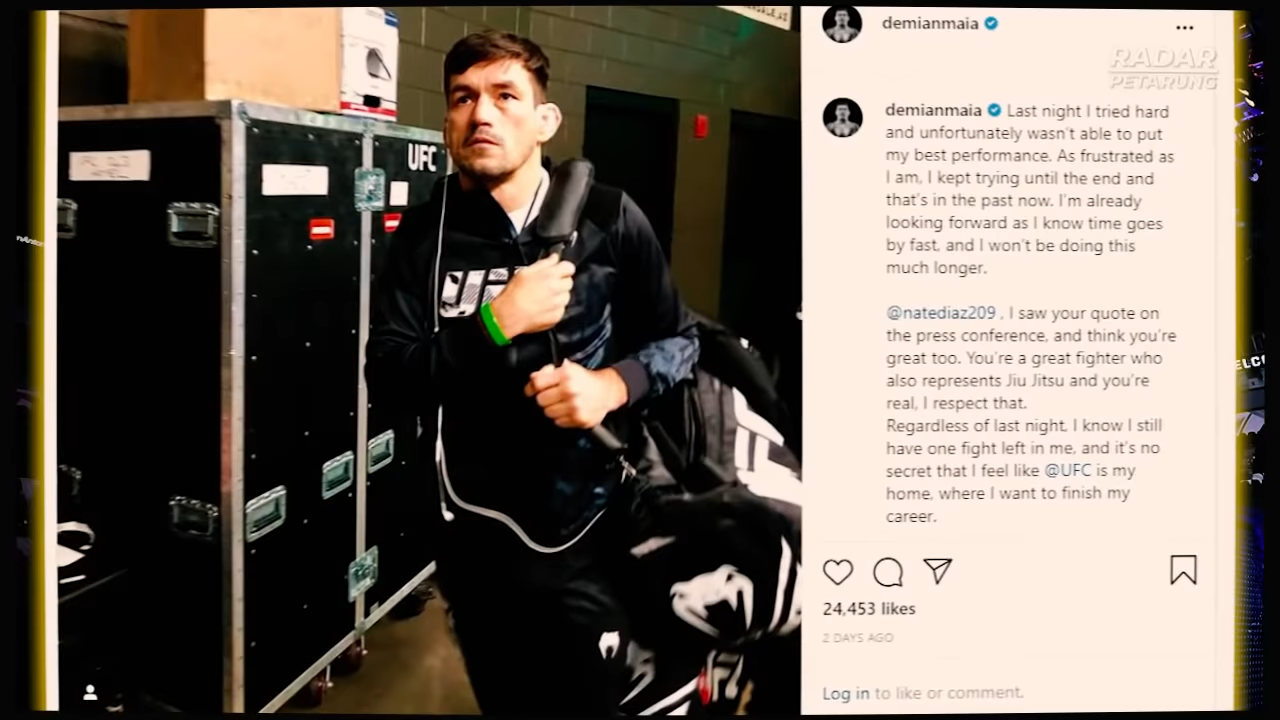 demianmaia
RADAR
PETARUNG
demianmaia Last night I tried hard
and unfortunately wasn't able to put
my best performance. As frustrated as
I am, I kept trying until the end and
that's in the past now. I'm already
looking forward as I know time goes
by fast, and I won't be doing this
much longer.
@natediaz209 , I saw your quote on
the press conference, and think you're
great too. You're a great fighter who
also represents Jiu Jitsu and you're
real, I respect that.
Regardless of last night, I know I still
have one fight left in me, and it's no
secret that I feel like @UFC is my
home, where I want to finish my
career.
24,453 likes
2 DAYS AGO
Log in to like or comment.
UFC